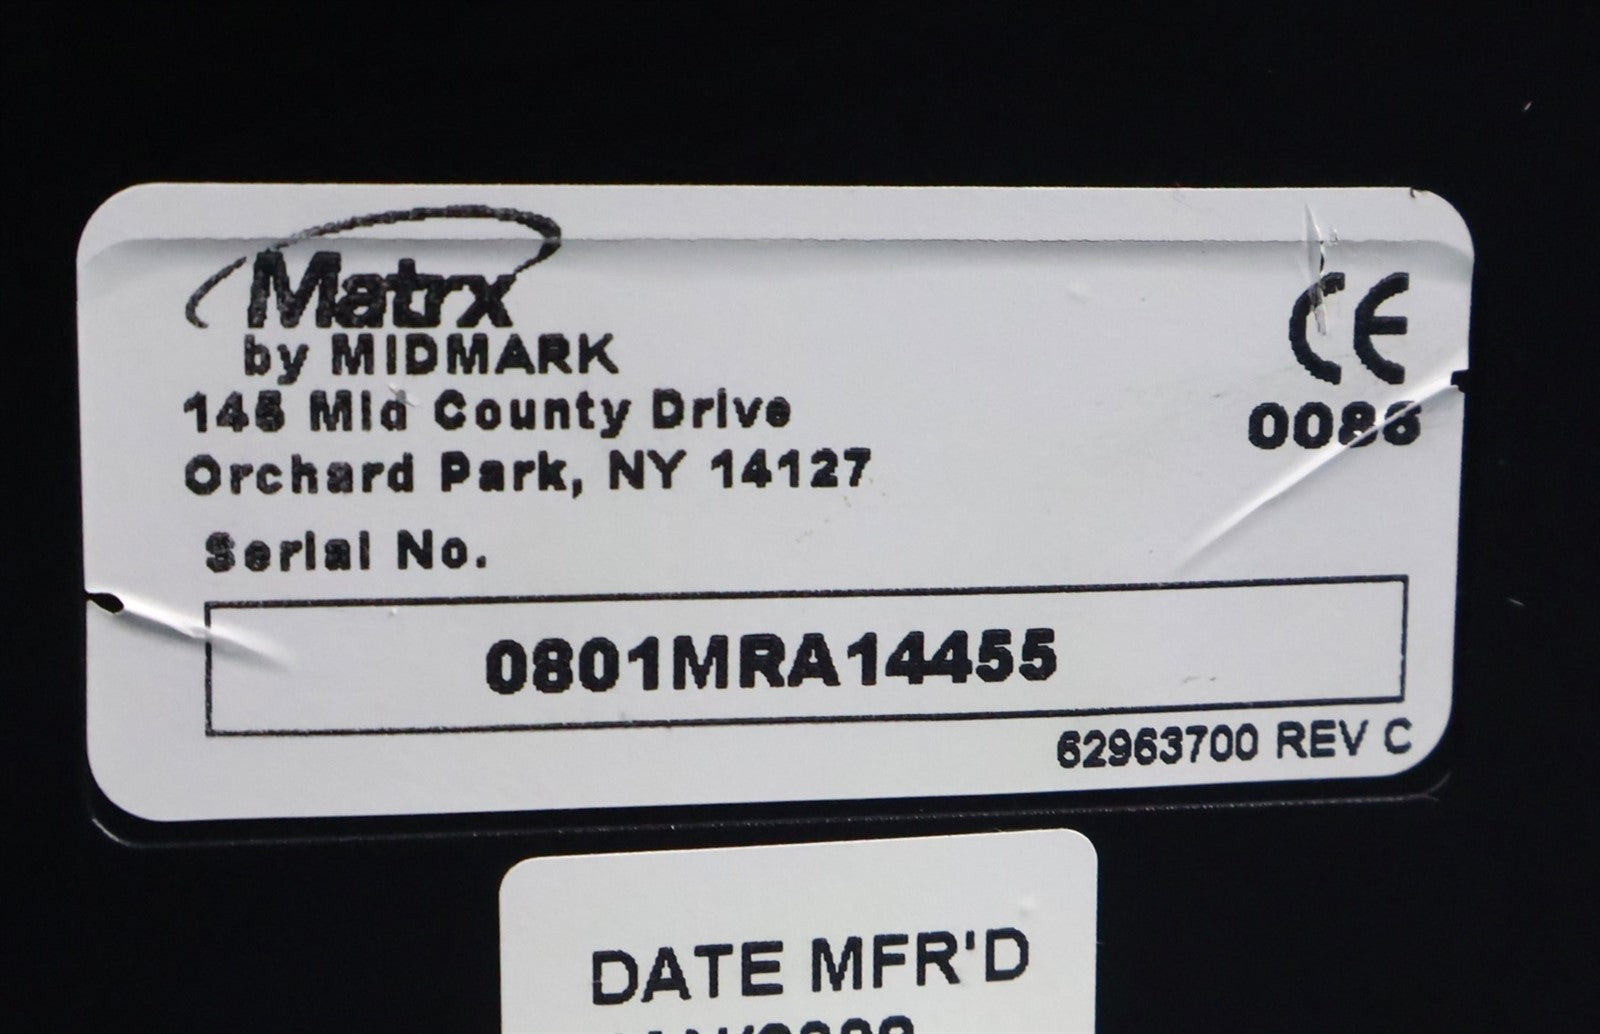 Matrx
by MIDMARK
145 Mid County Drive
Orchard Park, NY 14127
CE
0086
Serial No.
0801MRA14455
62963700 REV C
DATE MFR'D